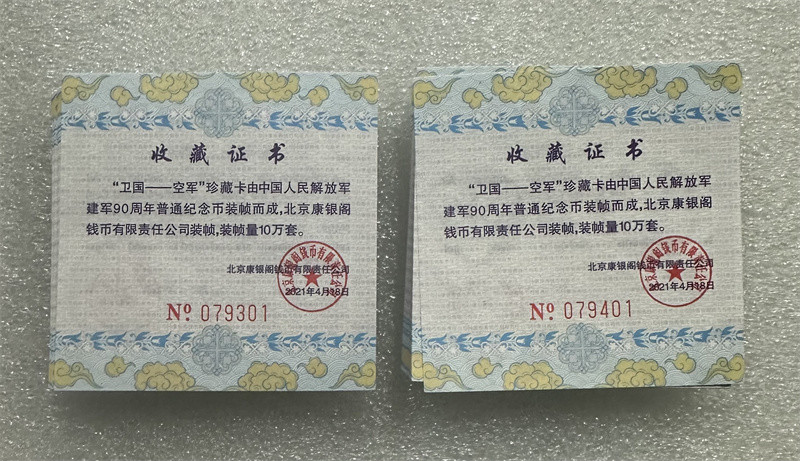 收藏证书
“卫国——空军”珍藏卡由中国人民解放军
建军90周年普通纪念币装帧而成,北京康银阁
钱币有限责任公司装帧,装帧量10万套。
北京康银阁钱币有限责任公司
2021年4月18日
№ 079301
收藏证书
“卫国——空军”珍藏卡由中国人民解放军
建军90周年普通纪念币装帧而成,北京康银阁
钱币有限责任公司装帧,装帧量10万套。
北京康银阁钱币有限责任公司
2021年4月18日
№ 079401